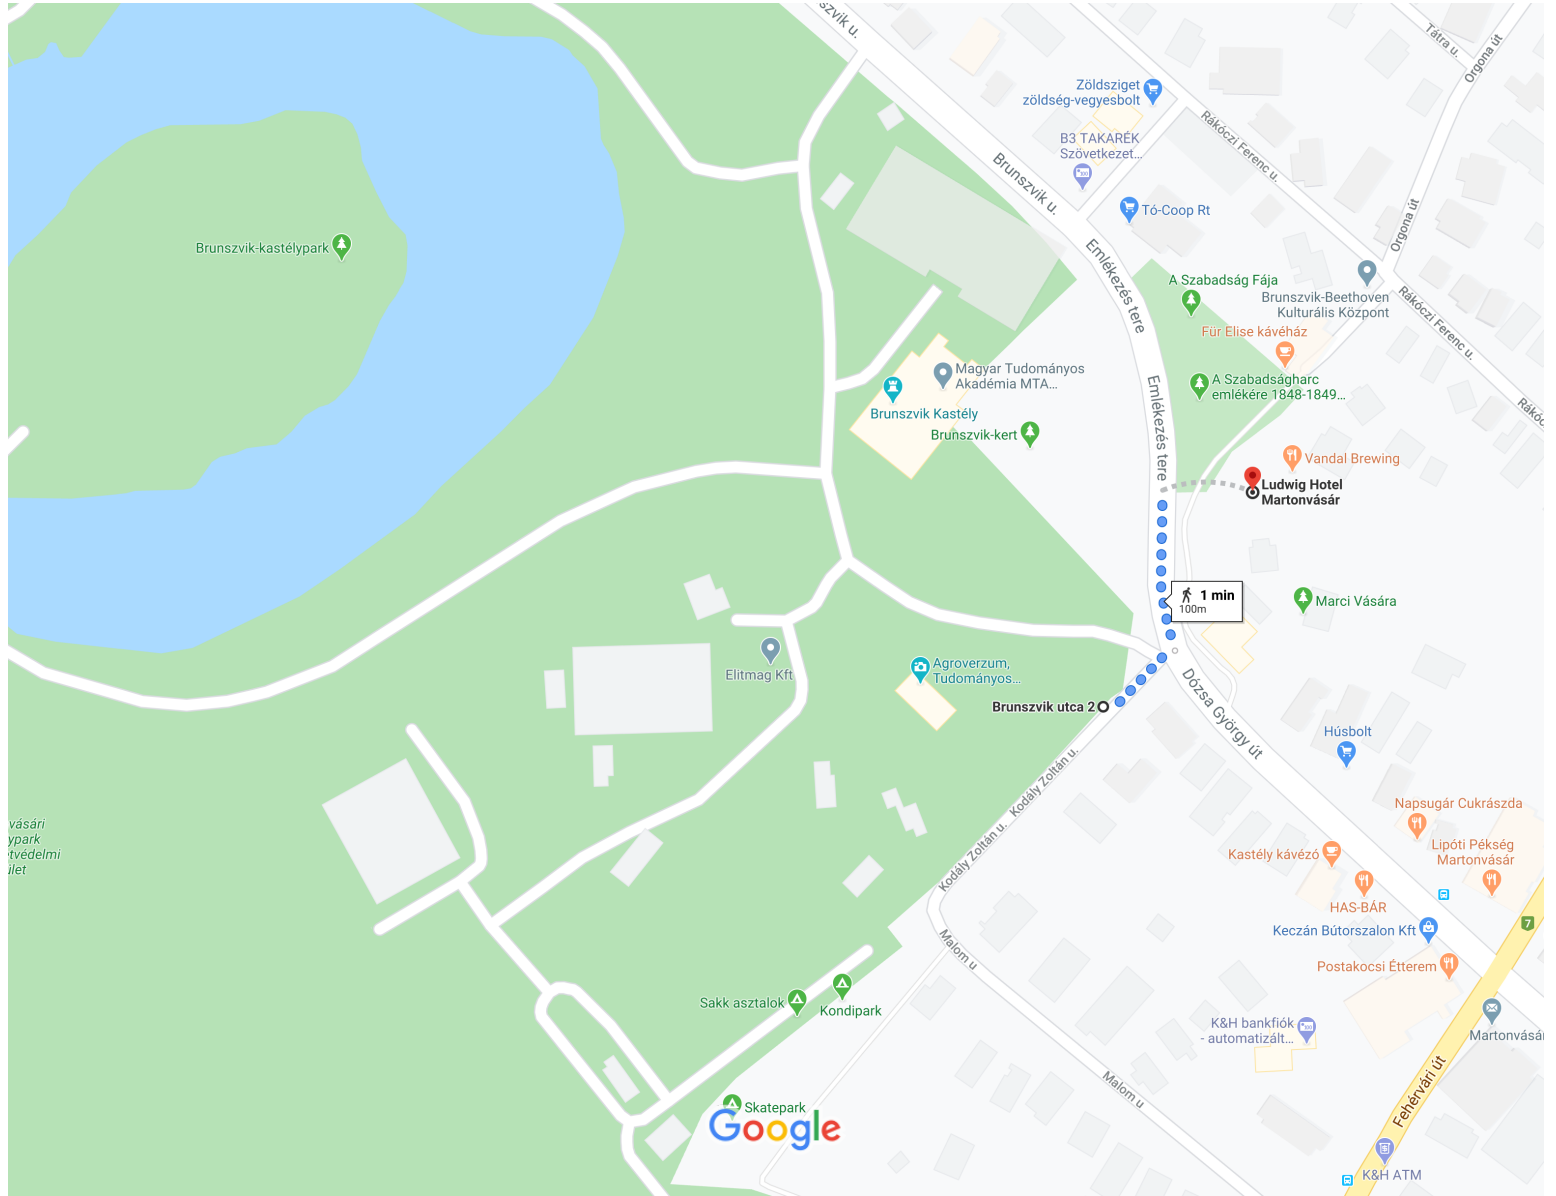 szvik u.
Tátra u.
Orgona út
Zöldsziget
zöldség-vegyesbolt
Rákóczi Ferenc u.
B3 TAKARÉK
Szövetkezet...
Brunszvik u.
Tó-Coop Rt
Orgona út
Brunszvik-kastélypark
Emlékezés tere
A Szabadság Fája
Brunszvik-Beethoven
Kulturális Központ
Rákóczi Ferenc u.
Für Elise kávéház
Magyar Tudományos
Akadémia MTA...
Emlékezés tere
A Szabadságharc
emlékére 1848-1849...
Brunszvik Kastély
Rákóc
Brunszvik-kert
Vandal Brewing
Ludwig Hotel
Martonvásár
1 min
100m
Marci Vására
Elitmag Kft
Agroverzum,
Tudományos...
Brunszvik utca 2
Dózsa György út
Húsbolt
Kodály Zoltán u.
Kodály Zoltán u.
Napsugár Cukrászda
vásári
ypark
etvédelmi
ület
Lipóti Pékség
Martonvásár
Kastély kávézó
HAS-BÁR
7
Keczán Bútorszalon Kft
Malom u
Postakocsi Étterem
Sakk asztalok
Kondipark
K&H bankfiók
- automatizált...
Martonvásár
Malom u
Fehérvári út
Skatepark
Google
K&H ATM